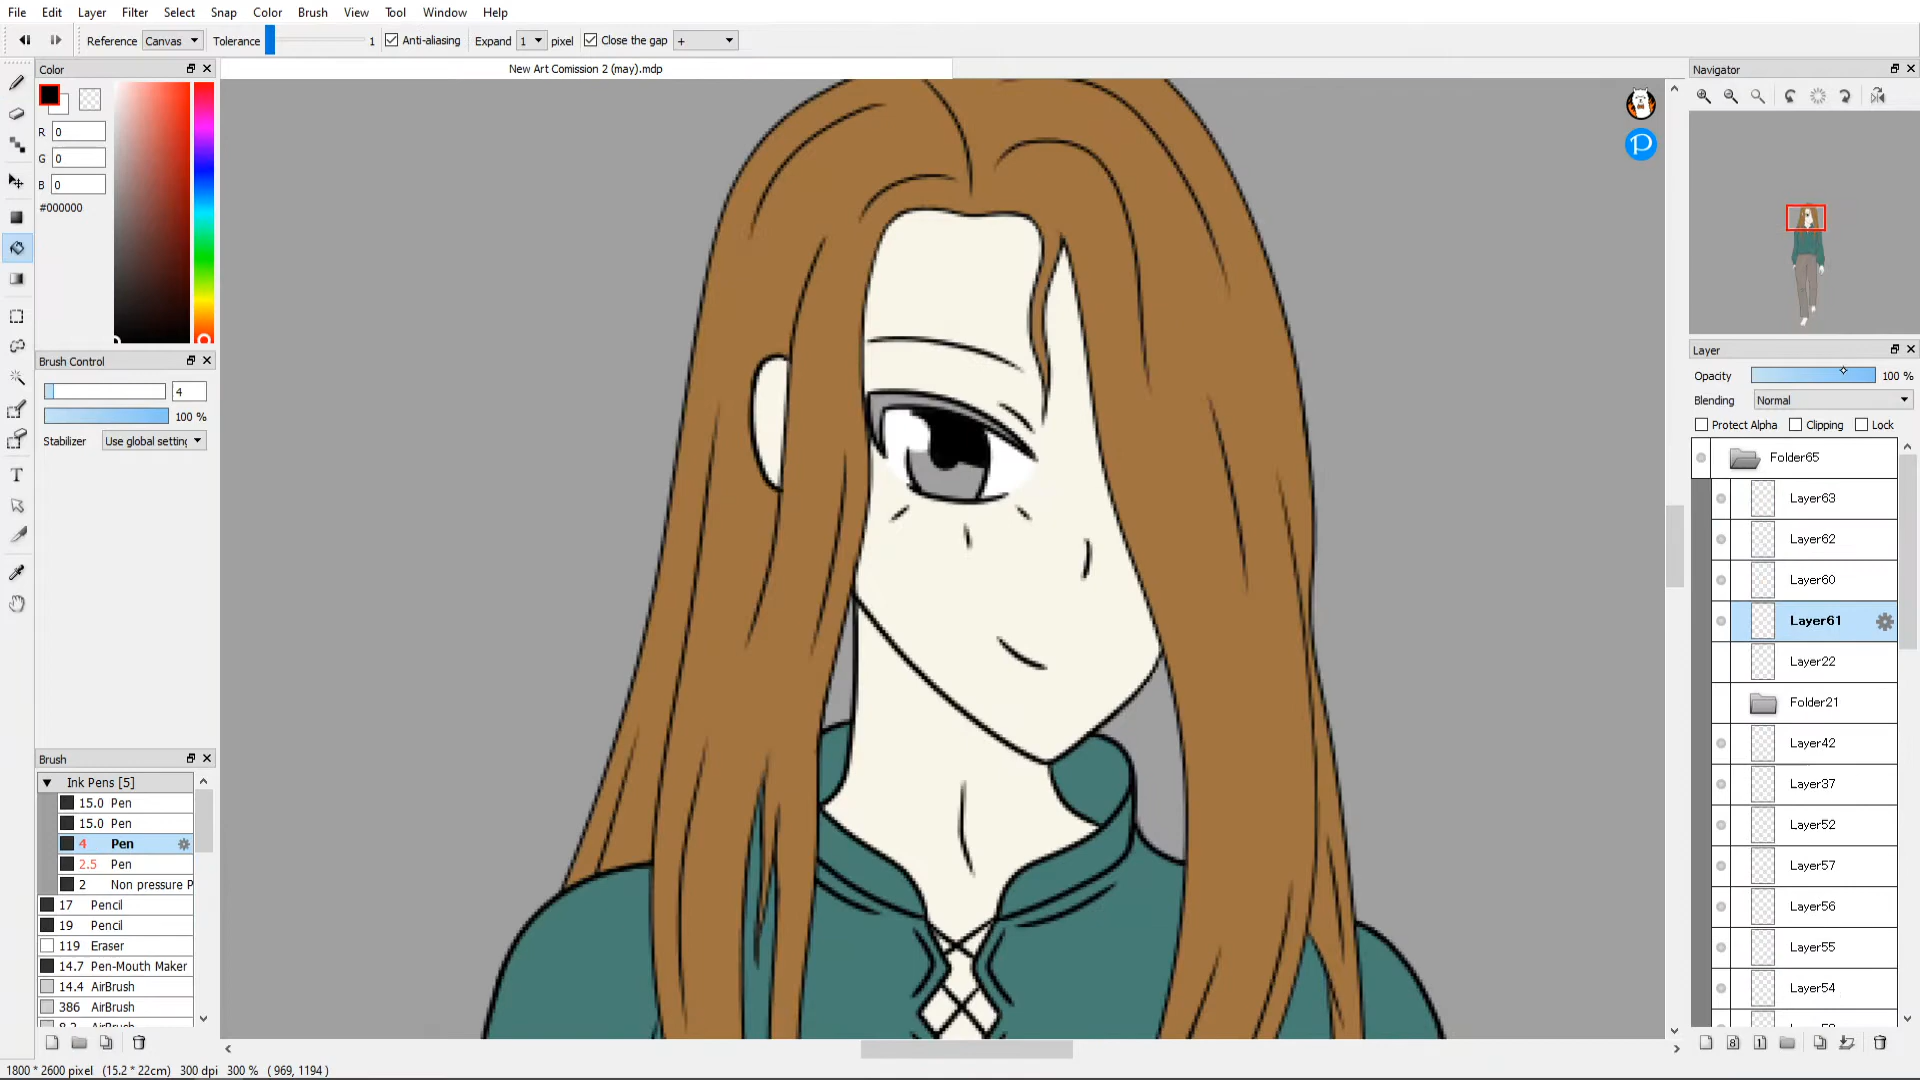 File Edit Layer Filter Select Snap Color Brush View Tool Window Help
Reference Canvas Tolerance 1 Anti-aliasing Expand 1 pixel Close the gap +
Color
New Art Comission 2 (may).mdp
Navigator
R 0
G 0
B 0
#000000
Brush Control
4
100 %
Stabilizer Use global setting
Layer
Opacity 100 %
Blending Normal
Protect Alpha Clipping Lock
Folder65
Layer63
Layer62
Layer60
Layer61
Layer22
Folder21
Layer42
Layer37
Layer52
Layer57
Layer56
Layer55
Layer54
Brush
Ink Pens [5]
15.0 Pen
15.0 Pen
4 Pen
2.5 Pen
2 Non pressure P
17 Pencil
19 Pencil
119 Eraser
14.7 Pen-Mouth Maker
14.4 AirBrush
386 AirBrush
1800 * 2600 pixel (15.2 * 22cm) 300 dpi 300 % ( 969, 1194 )